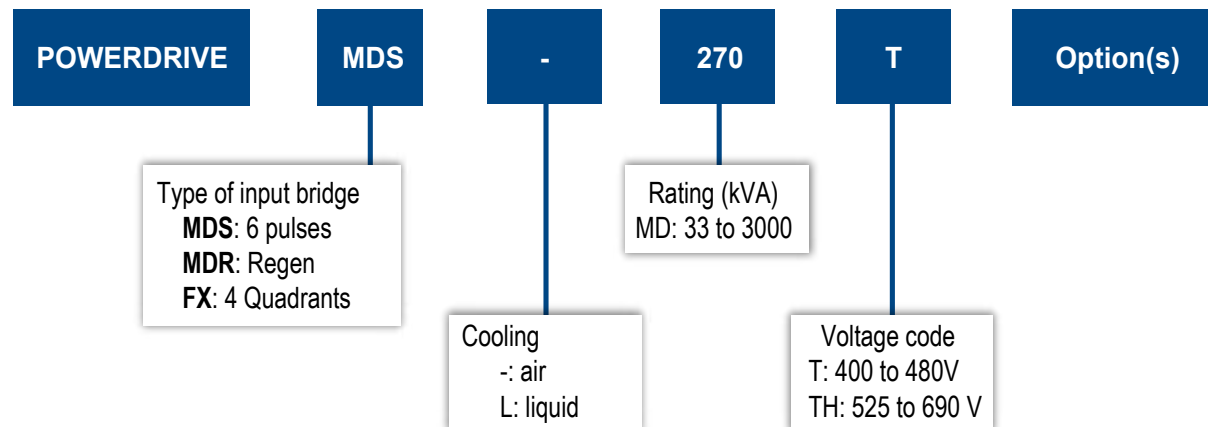 POWERDRIVE MDS - 270 T Option(s)
Type of input bridge
MDS: 6 pulses
MDR: Regen
FX: 4 Quadrants
Rating (kVA)
MD: 33 to 3000
Cooling
-: air
L: liquid
Voltage code
T: 400 to 480V
TH: 525 to 690 V